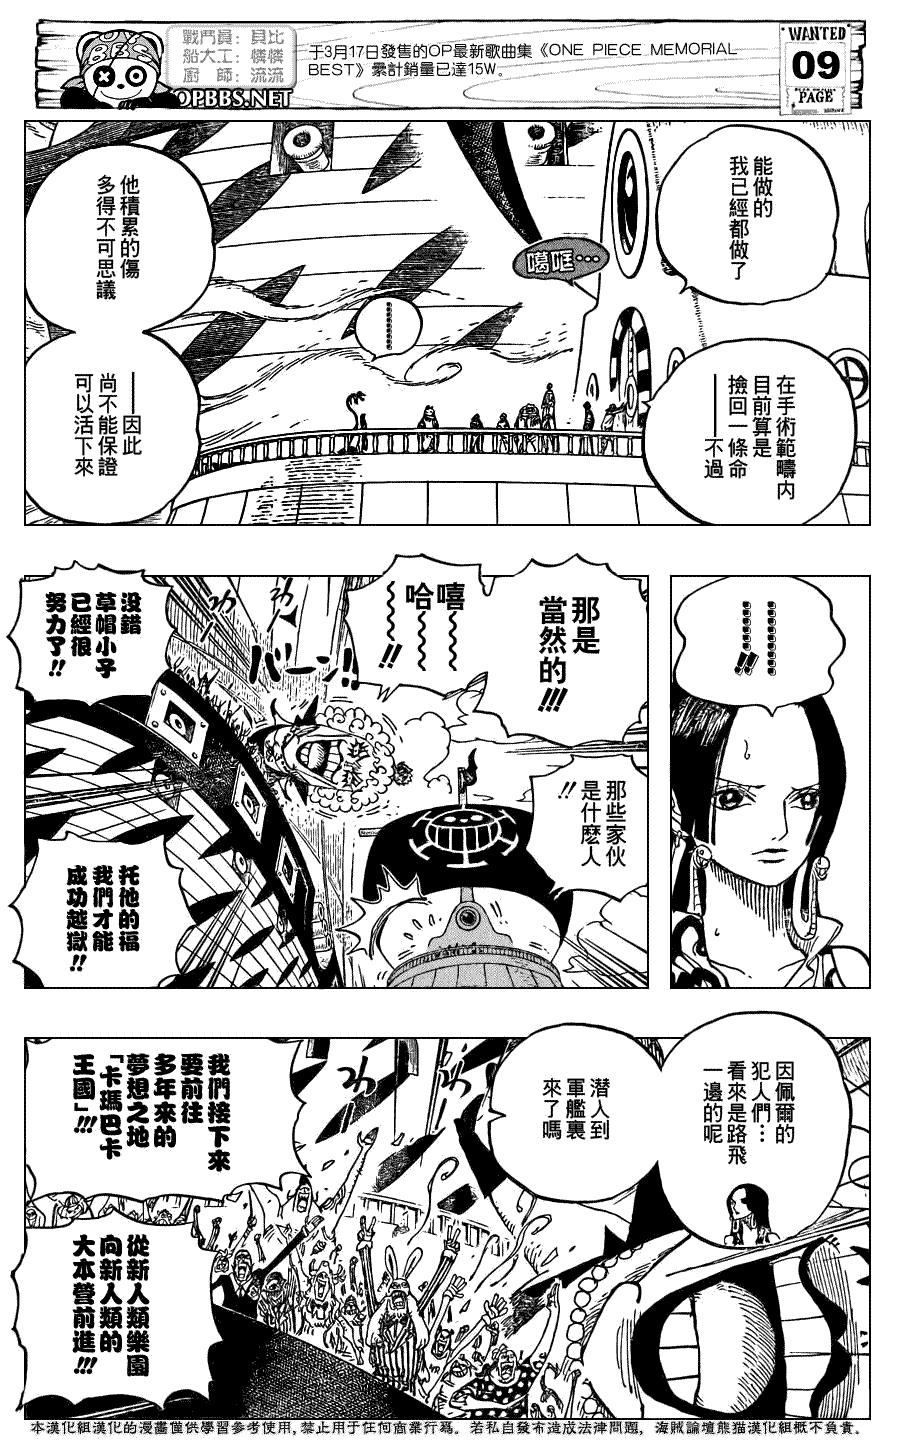 戰鬥員：貝比
船大工：憐憐
廚　師：流流
OPBBS.NET
于3月17日發售的OP最新歌曲集《ONE PIECE MEMORIAL
BEST》累計銷量已達15W。
WANTED
09
PAGE
能做的
我已經都做了
在手術範疇内
目前算是
撿回一條命
——不過
噶哐…
他積累的傷
多得不可思議
——因此
尚不能保證
可以活下來
…………!!
那是
當然的!!!
嘻～～～
哈～～～!!
那些家伙
是什麼人
!!
没錯
草帽小子
已經很
努力了!!
托他的福
我們才能
成功越獄!!
因佩爾的
犯人們…
看來是路飛
一邊的呢
潜入到
軍艦裏
來了嗎
我們接下來
要前往
多年來的
夢想之地
「卡瑪巴卡
王國」!!!
從新人類樂園
向新人類的
大本營前進!!!
本漢化組漢化的漫畫僅供學習參考使用,禁止用于任何商業行爲。若私自發布造成法律問題，海賊論壇熊猫漢化組概不負責。